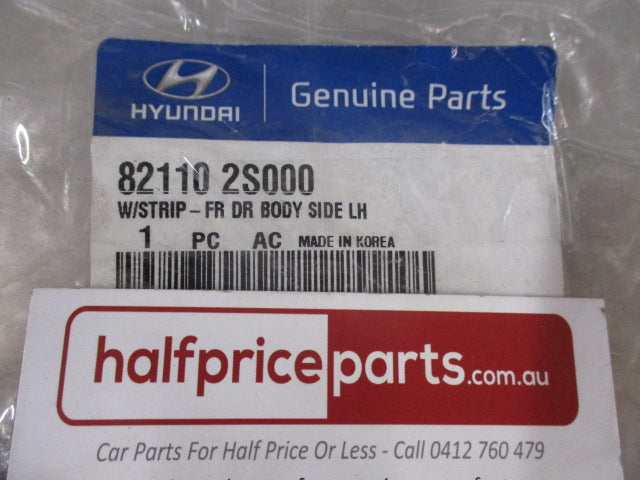 HYUNDAI
Genuine Parts
82110 2S000
W/STRIP-FR DR BODY SIDE LH
1 PC AC MADE IN KOREA
halfpriceparts.com.au
Car Parts For Half Price Or Less - Call 0412 760 479